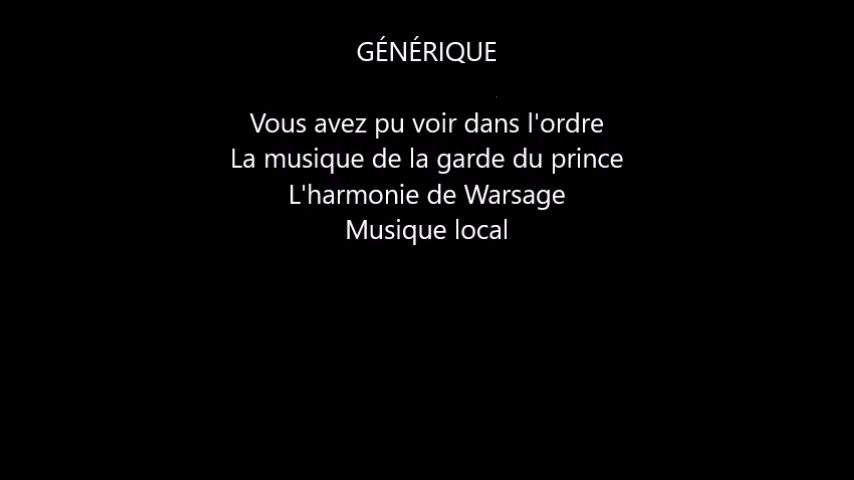 GÉNÉRIQUE
Vous avez pu voir dans l'ordre
La musique de la garde du prince
L'harmonie de Warsage
Musique local